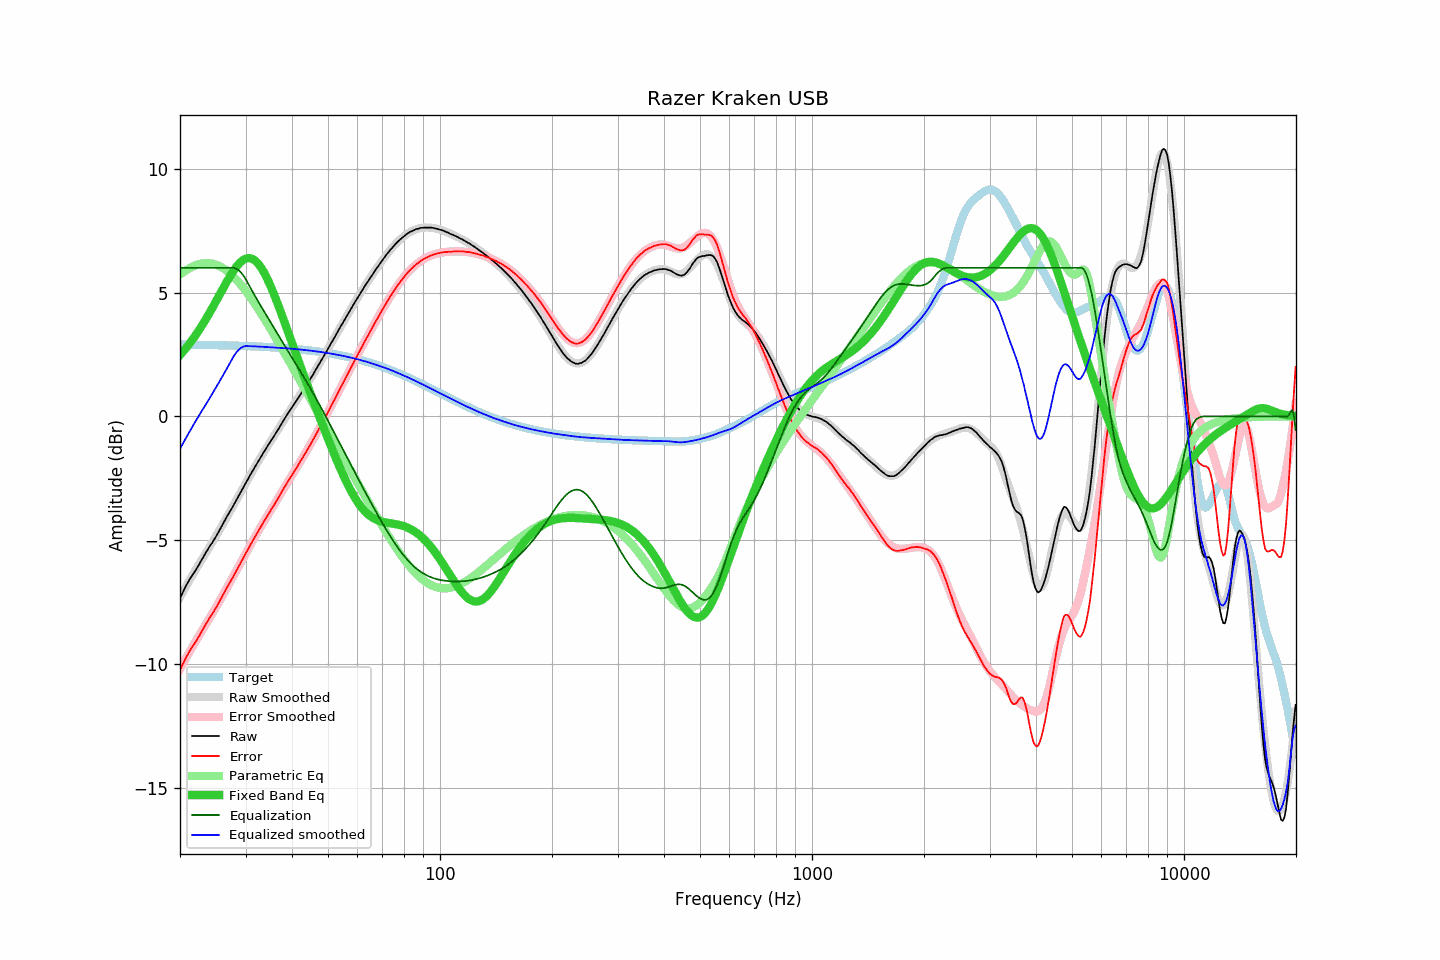 Razer Kraken USB
Amplitude (dBr)
10
5
0
−5
−10
−15
Target
Raw Smoothed
Error Smoothed
Raw
Error
Parametric Eq
Fixed Band Eq
Equalization
Equalized smoothed
100 1000 10000
Frequency (Hz)